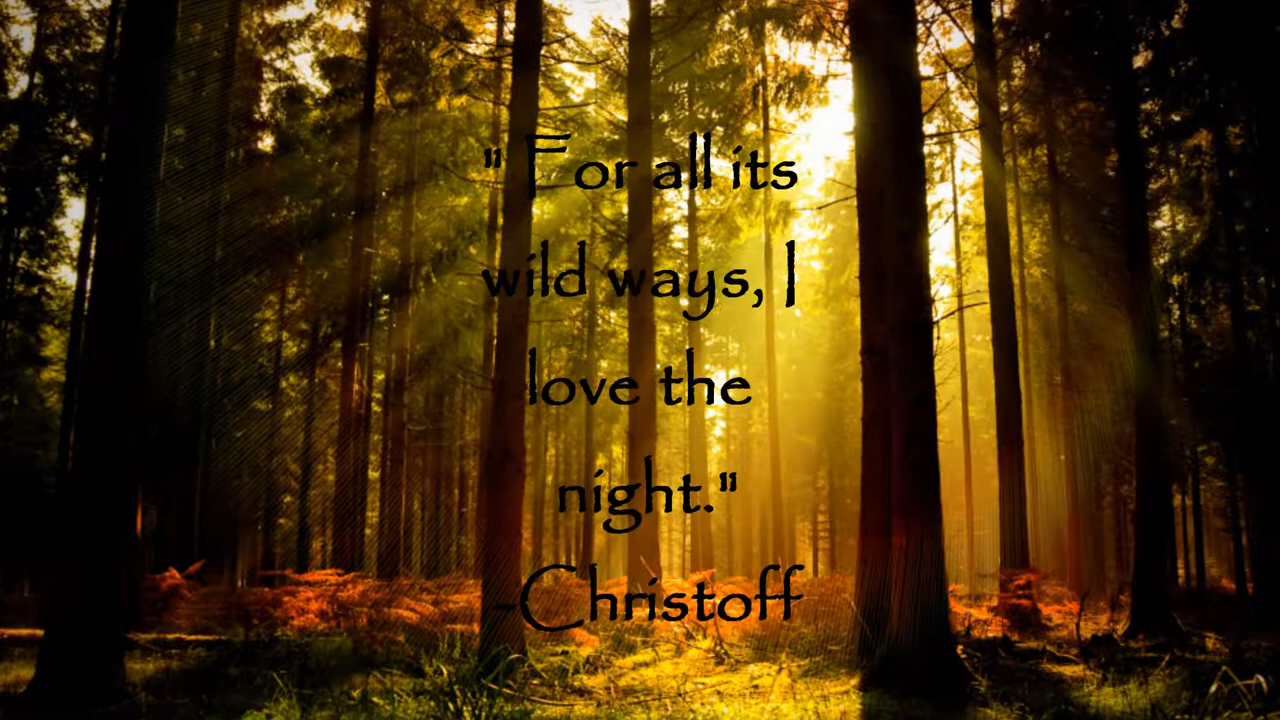 " For all its
wild ways, I
love the
night."
-Christoff